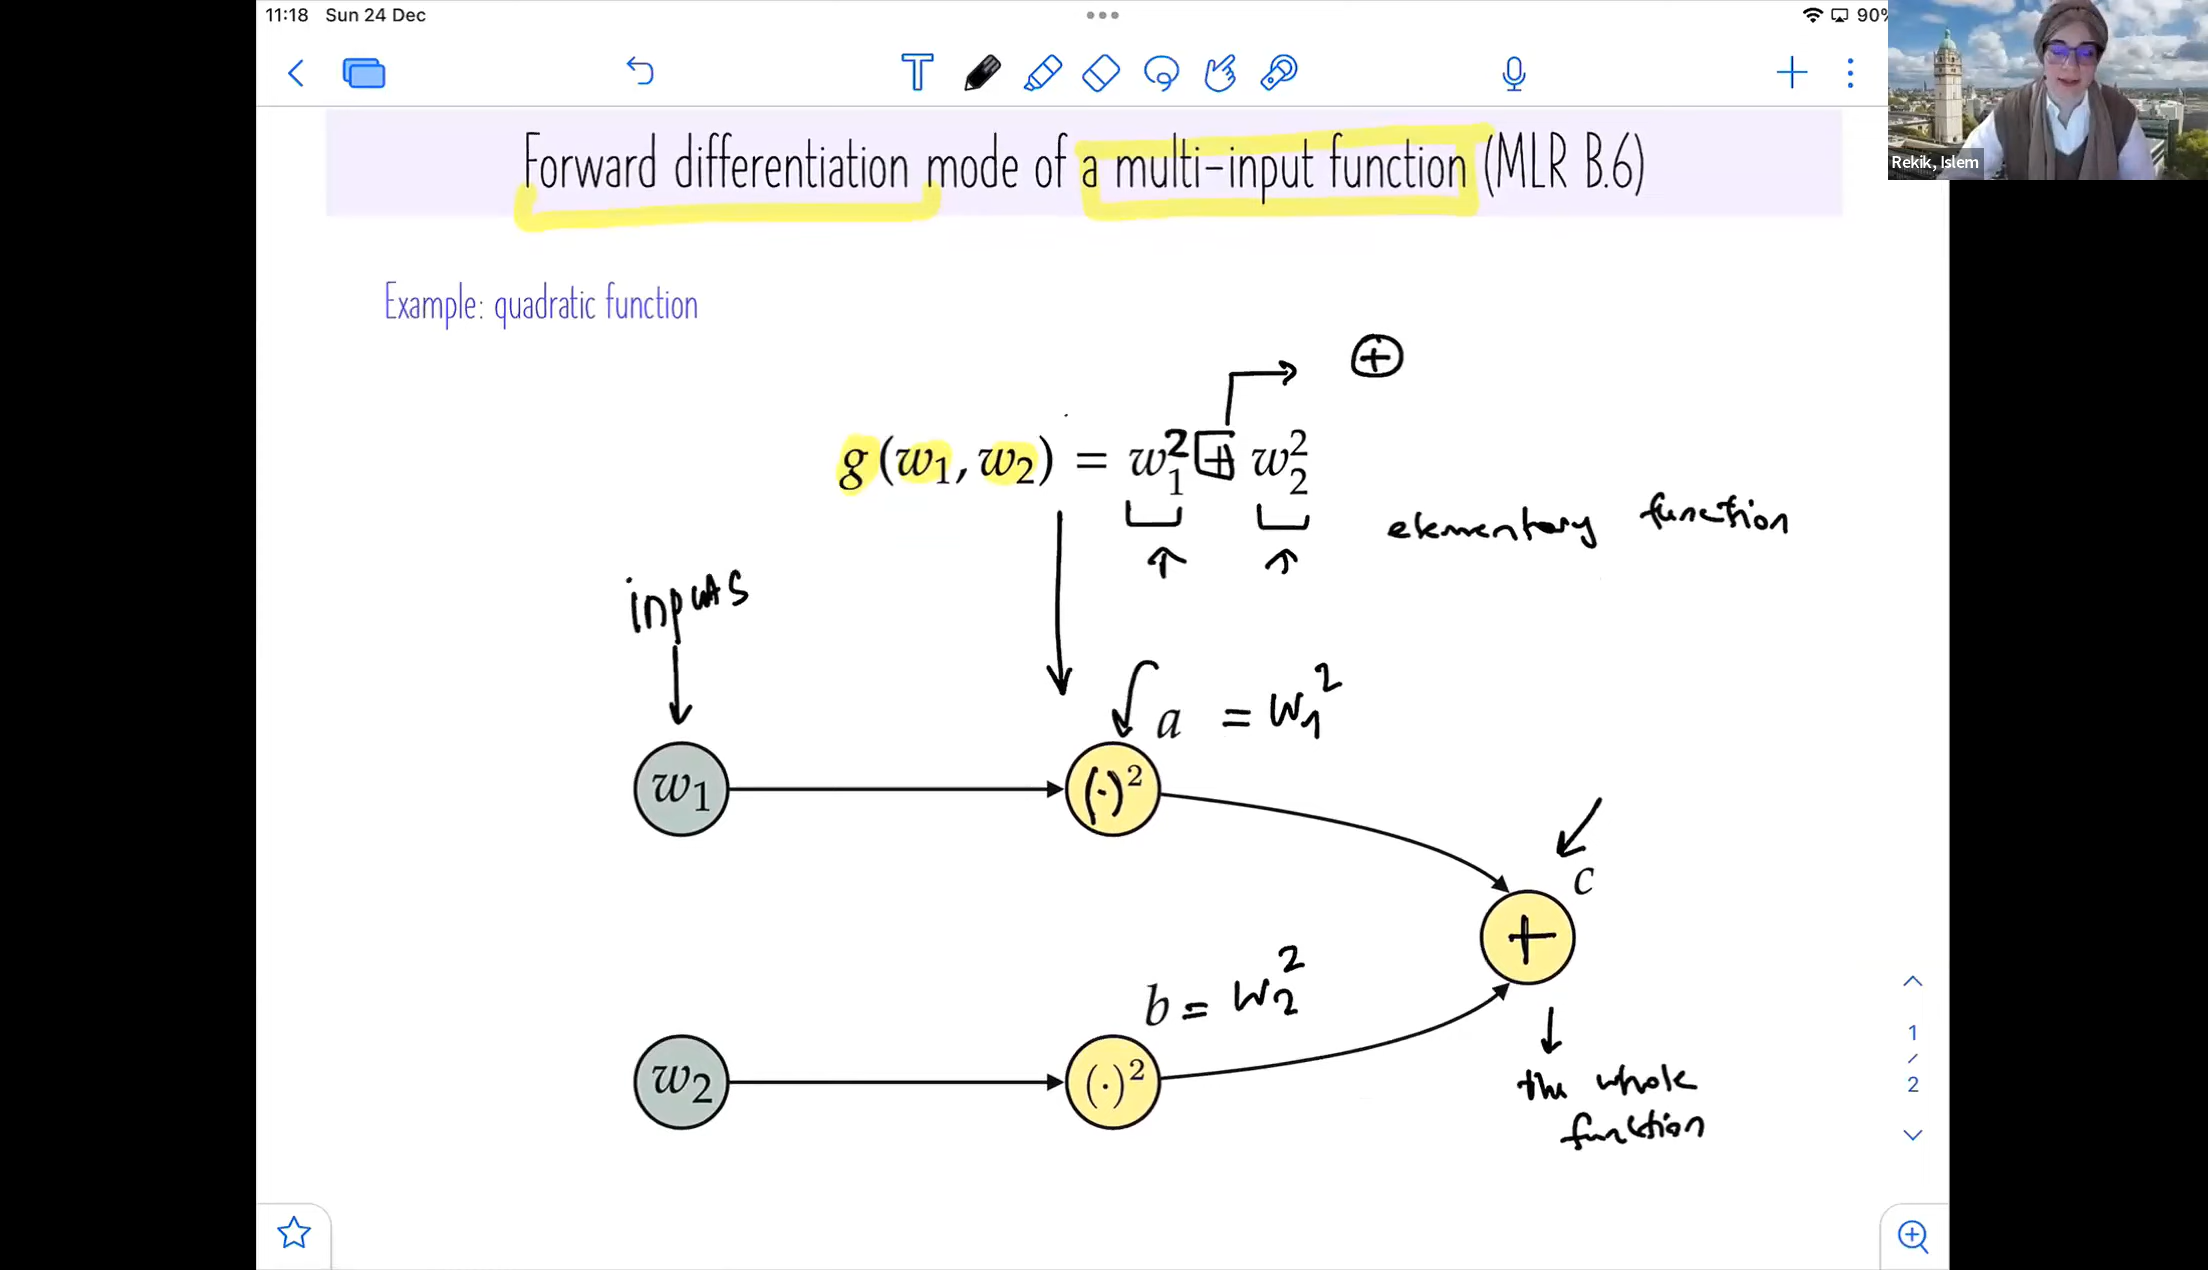 11:18 Sun 24 Dec
90%
Rekik, Islem
Forward differentiation mode of a multi-input function (MLR B.6)
Example: quadratic function
+
g(w₁, w₂) = w₁² + w₂²
elementary function
inputs
a = w₁²
w₁
(·)²
c
+
b = w₂²
w₂
(·)²
the whole
function
1
/
2